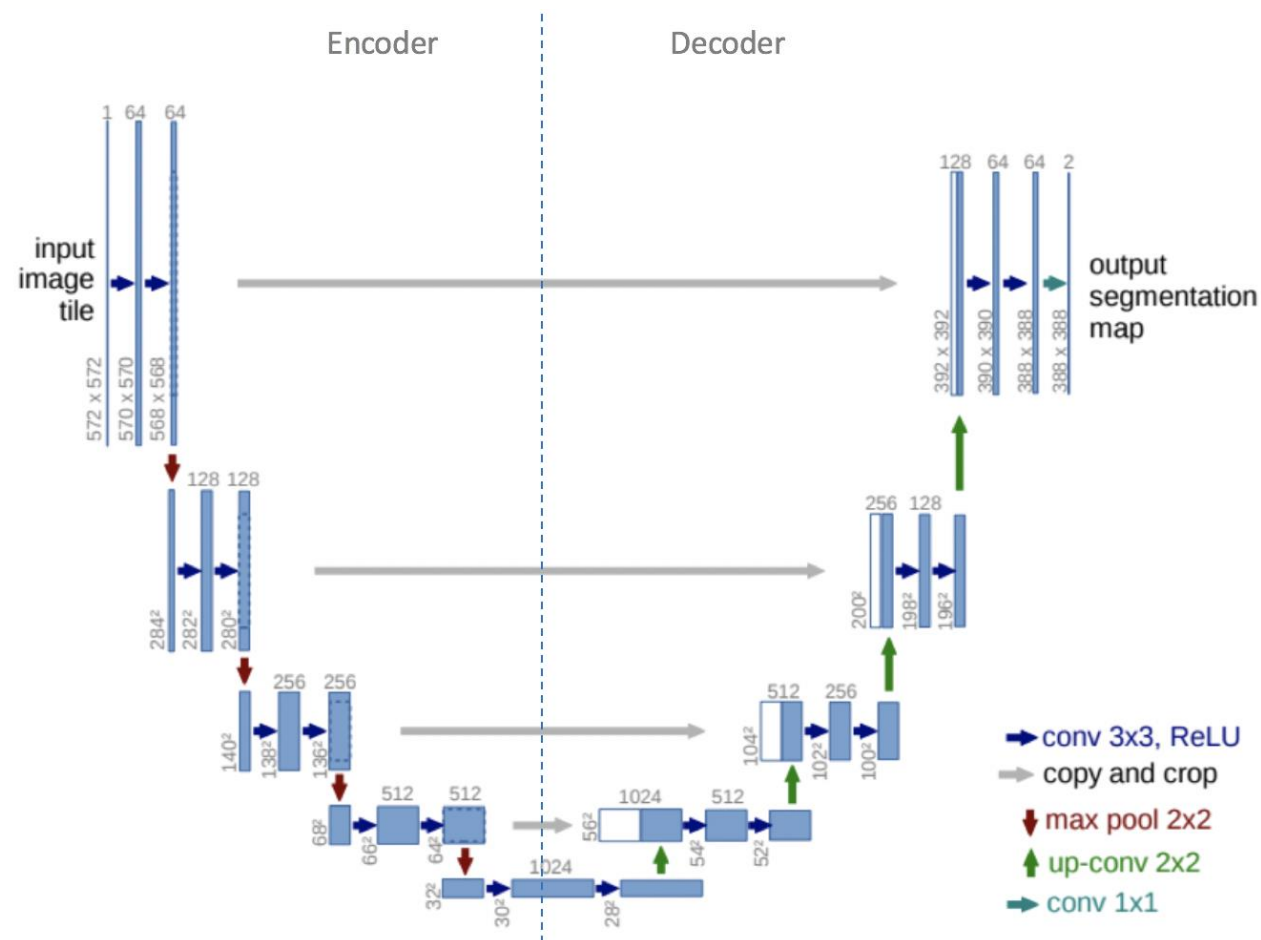 Encoder
Decoder
1 64 64
input
image
tile
572 x 572
570 x 570
568 x 568
128 64 64 2
output
segmentation
map
392 x 392
390 x 390
388 x 388
388 x 388
128 128
284²
282²
280²
256 128
200²
198²
196²
256 256
140²
138²
136²
512 256
104²
102²
100²
512 512
68²
66²
64²
1024 512
56²
54²
52²
1024
32²
30²
28²
conv 3x3, ReLU
copy and crop
max pool 2x2
up-conv 2x2
conv 1x1